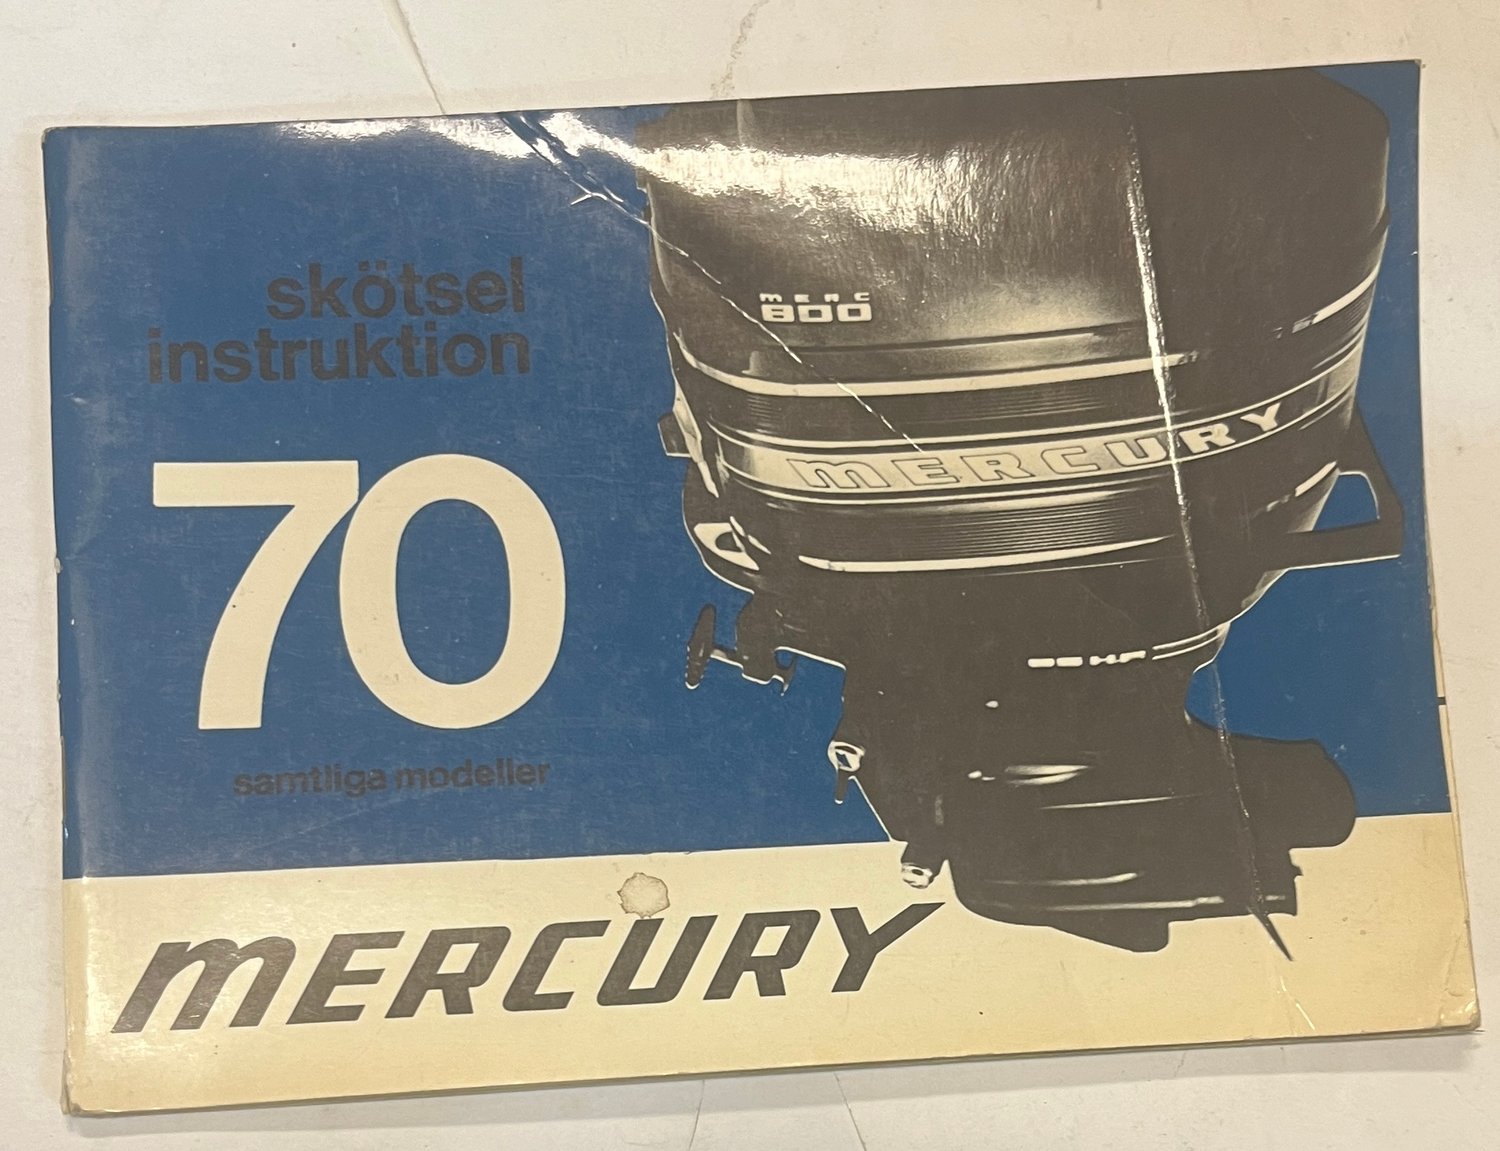 skötsel
instruktion
70
samtliga modeller
MERCURY
MERC
800
MERCURY
H.P.